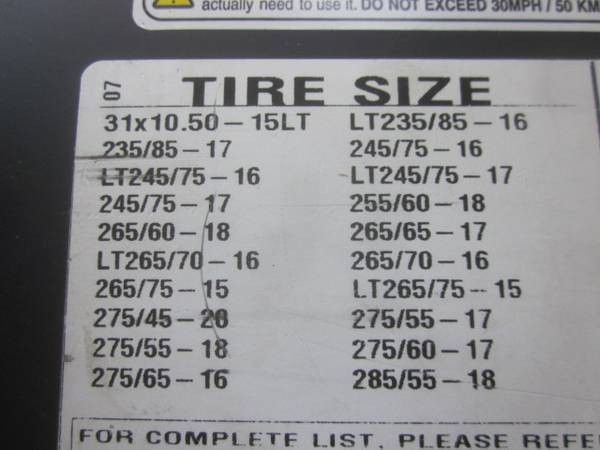 actually need to use it. DO NOT EXCEED 30MPH / 50 KM
07
TIRE SIZE
31x10.50-15LT LT235/85-16
235/85-17 245/75-16
LT245/75-16 LT245/75-17
245/75-17 255/60-18
265/60-18 265/65-17
LT265/70-16 265/70-16
265/75-15 LT265/75-15
275/45-20 275/55-17
275/55-18 275/60-17
275/65-16 285/55-18
FOR COMPLETE LIST, PLEASE REFE